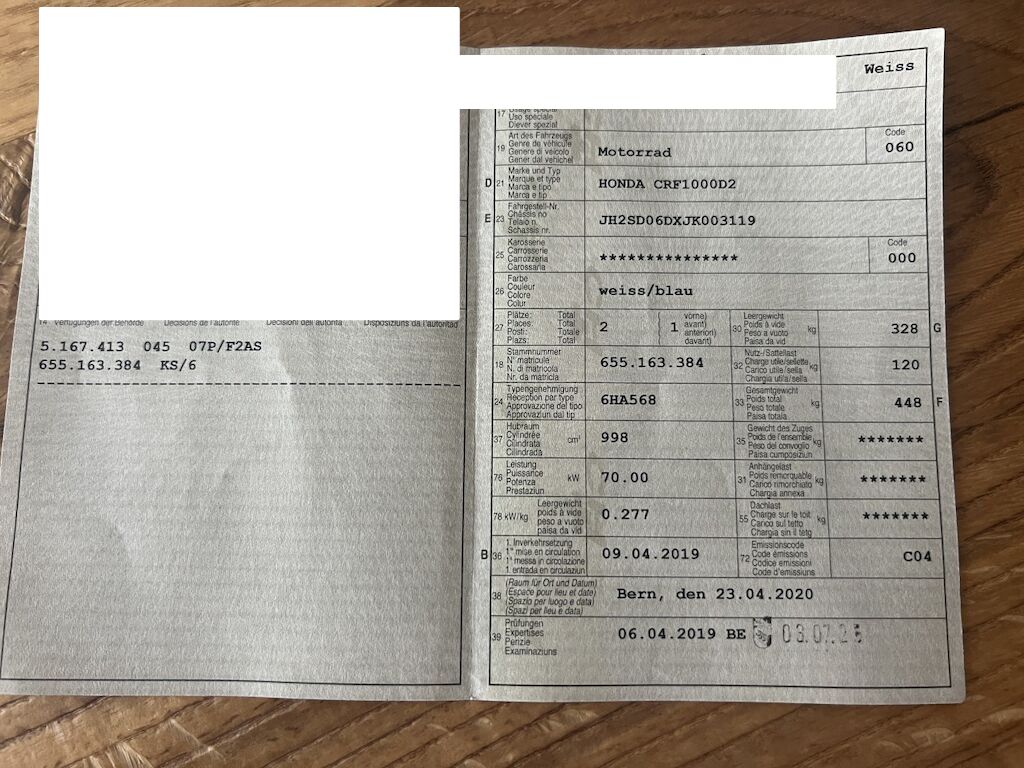 14 Verfügungen der Behörde Décisions de l'autorité Decisioni dell'autorità Disposiziuns da l'autoritad
5.167.413 045 07P/F2AS
655.163.384 KS/6
Weiss
17
Uso speciale
Diever spezial
19 Art des Fahrzeugs
Genre de véhicule
Genere di veicolo
Gener dal vehichel
Motorrad
Code
060
D 21 Marke und Typ
Marque et type
Marca e tipo
Marca e tip
HONDA CRF1000D2
E 23 Fahrgestell-Nr.
Châssis no
Telaio n.
Schassis nr.
JH2SD06DXJK003119
25 Karosserie
Carrosserie
Carrozzeria
Carossaria
***************
Code
000
26 Farbe
Couleur
Colore
Colur
weiss/blau
27 Plätze: Total
Places: Total
Posti: Totale
Plazs: Total
2 ( 1 vorne)
avant)
anteriori)
davant)
30 Leergewicht
Poids à vide kg
Peso a vuoto
Paisa da vid
328 G
18 Stammnummer
N° matricule
N. di matricola
Nr. da matricla
655.163.384
32 Nutz-/Sattellast
Charge utile/sellette kg
Carico utile/sella
Chargia utila/sella
120
24 Typengenehmigung
Réception par type
Approvazione del tipo
Approvaziun dal tip
6HA568
33 Gesamtgewicht
Poids total kg
Peso totale
Paisa totala
448 F
37 Hubraum
Cylindrée cm³
Cilindrata
Cilindrada
998
35 Gewicht des Zuges
Poids de l'ensemble kg
Peso del convoglio
Paisa cumposiziun
*******
76 Leistung
Puissance kW
Potenza
Prestaziun
70.00
31 Anhängelast
Poids remorquable kg
Carico rimorchiato
Chargia annexa
*******
78 kW/kg Leergewicht
poids à vide
peso a vuoto
paisa da vid
0.277
55 Dachlast
Charge sur le toit kg
Carico sul tetto
Chargia sin il tetg
*******
B 36 1. Inverkehrsetzung
1re mise en circulation
1a messa in circolazione
1. entrada en circulaziun
09.04.2019
72 Emissionscode
Code émissions
Codice emissioni
Code d'emissiuns
C04
38 (Raum für Ort und Datum)
(Espace pour lieu et date)
(Spazio per luogo e data)
(Spazi per lieu e data)
Bern, den 23.04.2020
39 Prüfungen
Expertises
Perizie
Examinaziuns
06.04.2019 BE